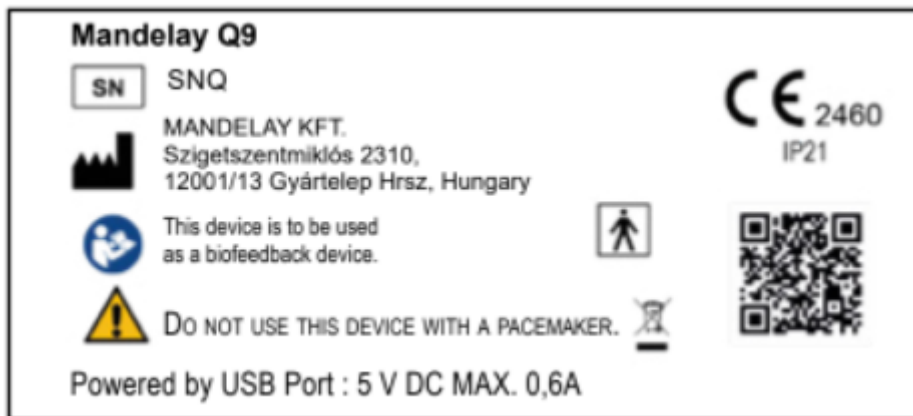 Mandelay Q9
SN SNQ
MANDELAY KFT.
Szigetszentmiklós 2310,
12001/13 Gyártelep Hrsz, Hungary
This device is to be used
as a biofeedback device.
DO NOT USE THIS DEVICE WITH A PACEMAKER.
Powered by USB Port : 5 V DC MAX. 0,6A
CE 2460
IP21